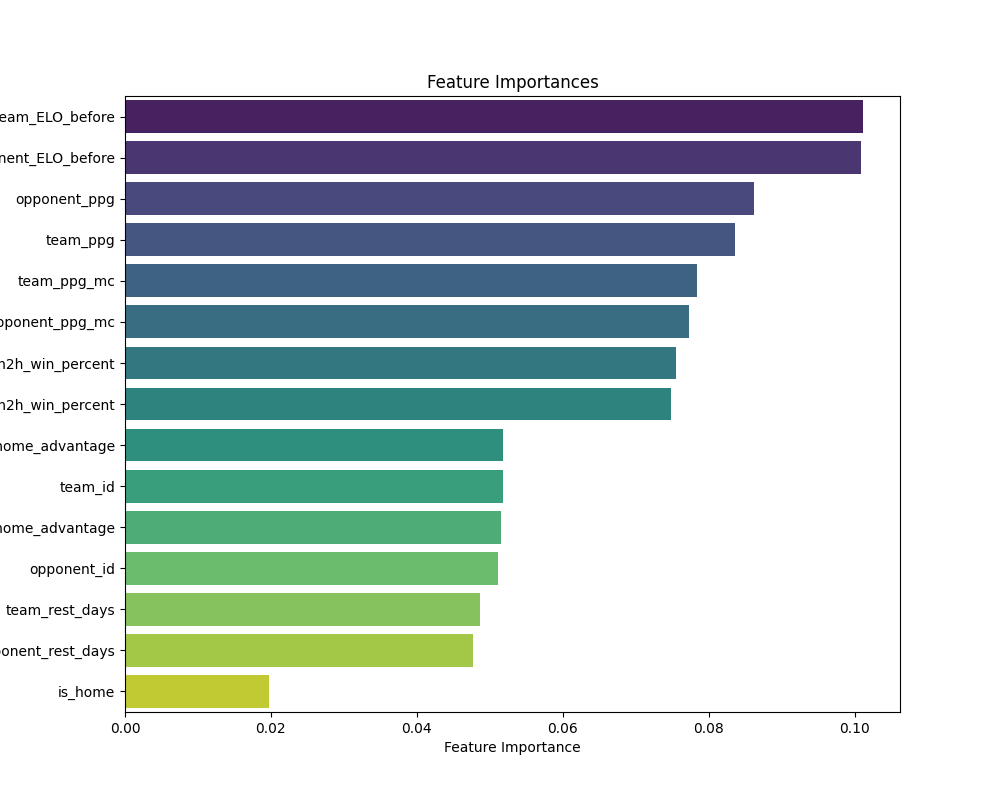 Feature Importances
eam_ELO_before
nent_ELO_before
opponent_ppg
team_ppg
team_ppg_mc
pponent_ppg_mc
h2h_win_percent
h2h_win_percent
home_advantage
team_id
home_advantage
opponent_id
team_rest_days
ponent_rest_days
is_home
0.00 0.02 0.04 0.06 0.08 0.10
Feature Importance